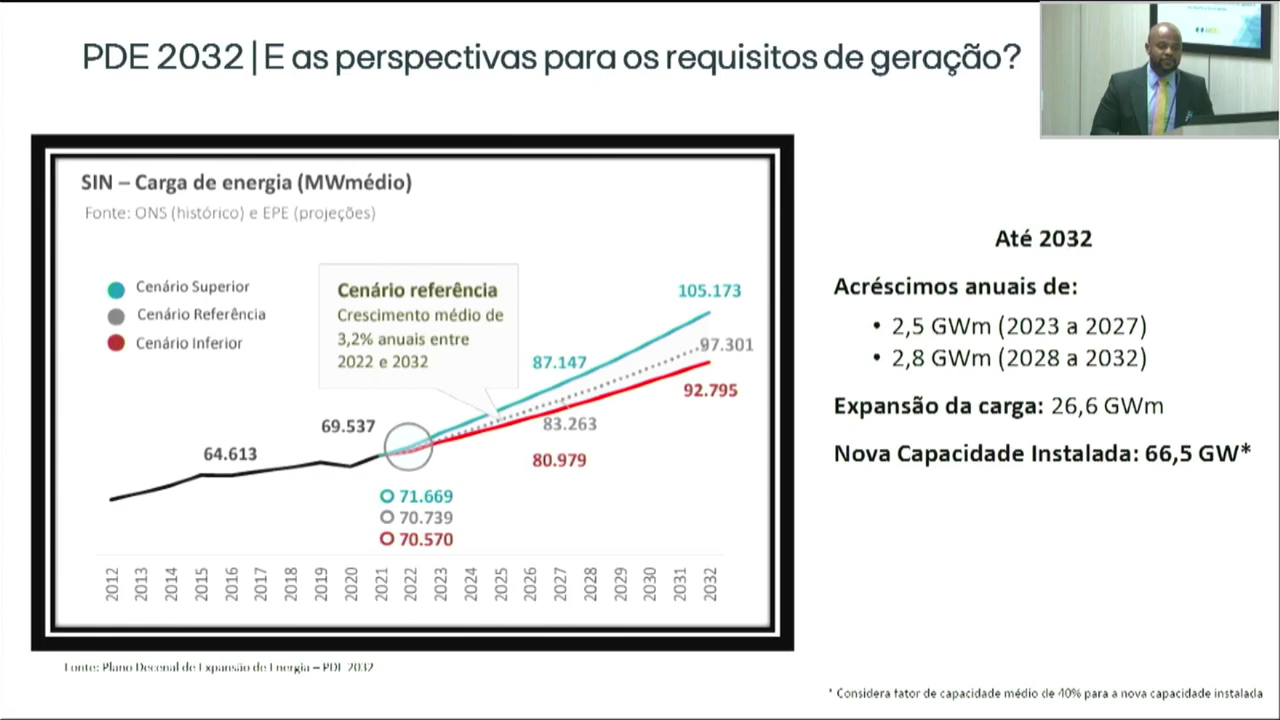 PDE 2032 | E as perspectivas para os requisitos de geração?
SIN – Carga de energia (MWmédio)
Fonte: ONS (histórico) e EPE (projeções)
Cenário Superior
Cenário Referência
Cenário Inferior
Cenário referência
Crescimento médio de
3,2% anuais entre
2022 e 2032
105.173
97.301
92.795
87.147
83.263
80.979
69.537
64.613
71.669
70.739
70.570
2012 2013 2014 2015 2016 2017 2018 2019 2020 2021 2022 2023 2024 2025 2026 2027 2028 2029 2030 2031 2032
Fonte: Plano Decenal de Expansão de Energia – PDE 2032
Até 2032
Acréscimos anuais de:
• 2,5 GWm (2023 a 2027)
• 2,8 GWm (2028 a 2032)
Expansão da carga: 26,6 GWm
Nova Capacidade Instalada: 66,5 GW*
* Considera fator de capacidade médio de 40% para a nova capacidade instalada